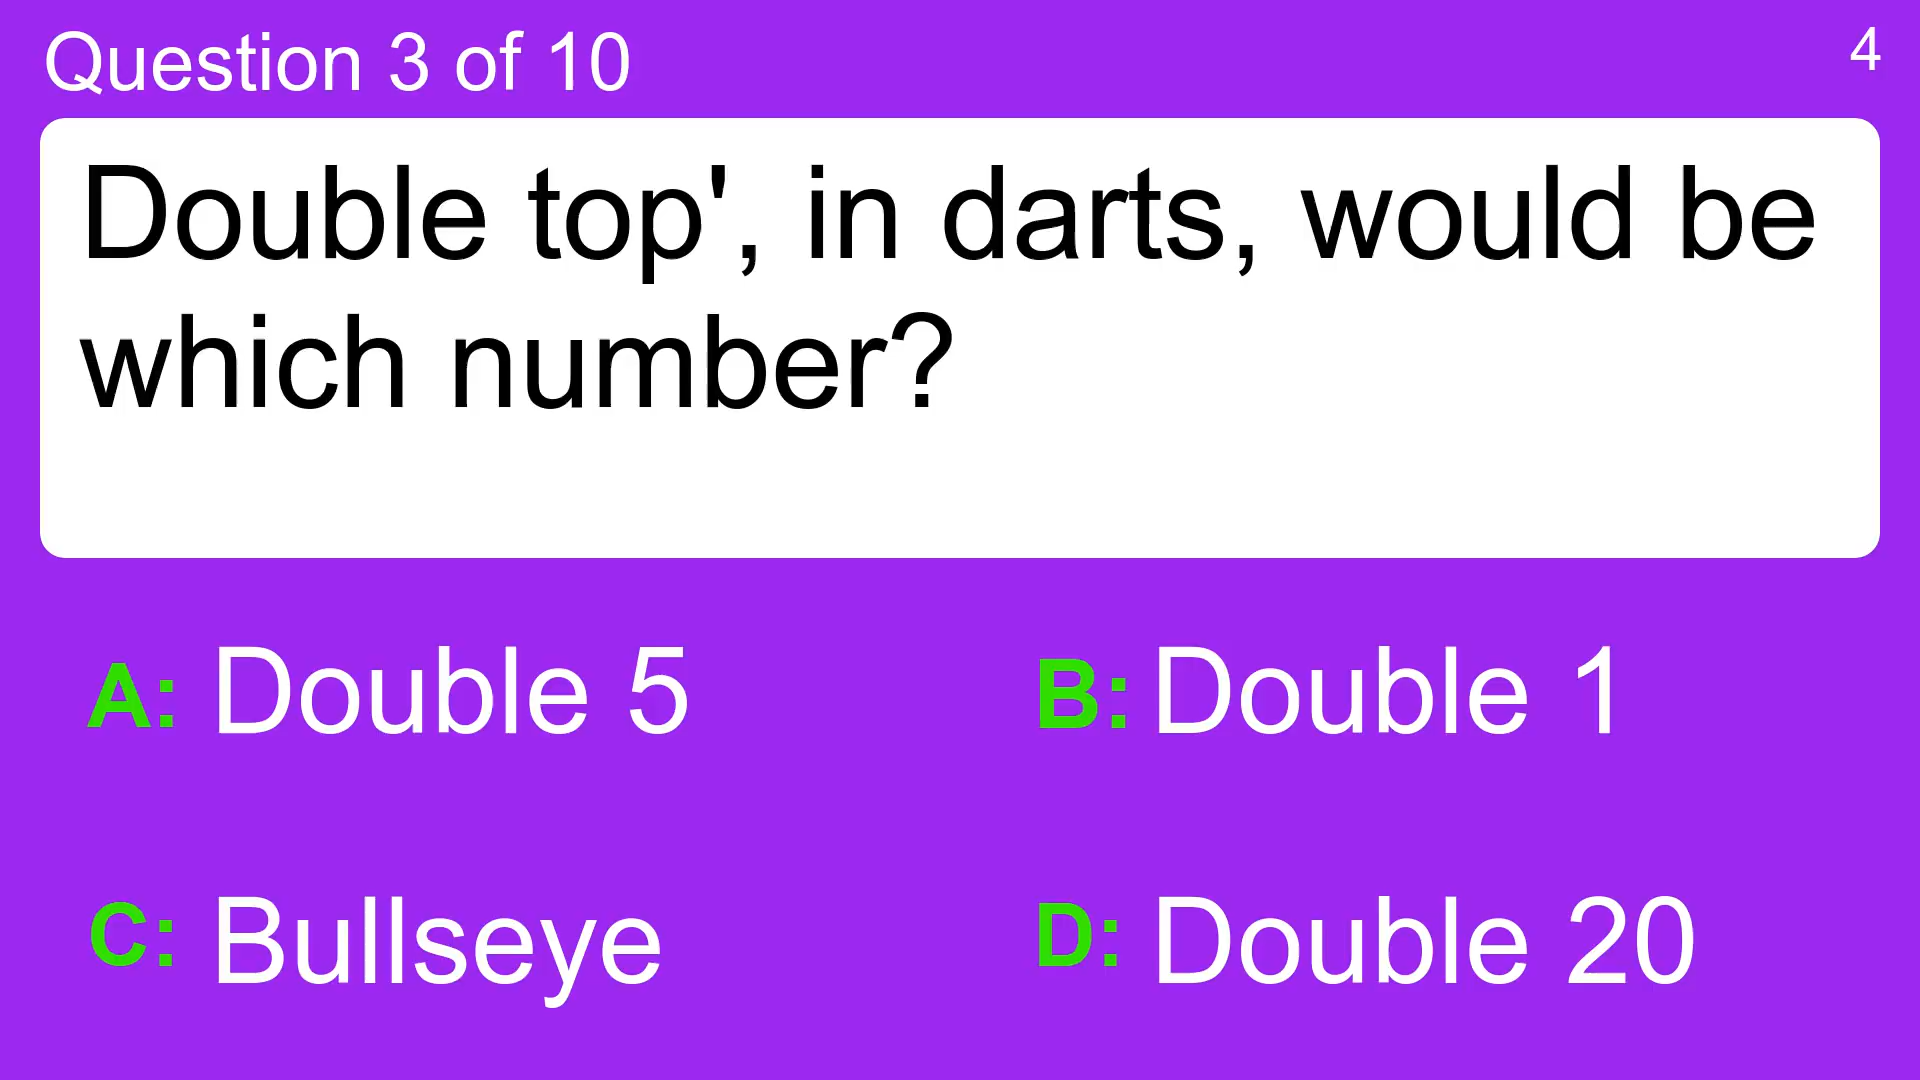 Question 3 of 10
4
Double top', in darts, would be
which number?
A: Double 5
B: Double 1
C: Bullseye
D: Double 20